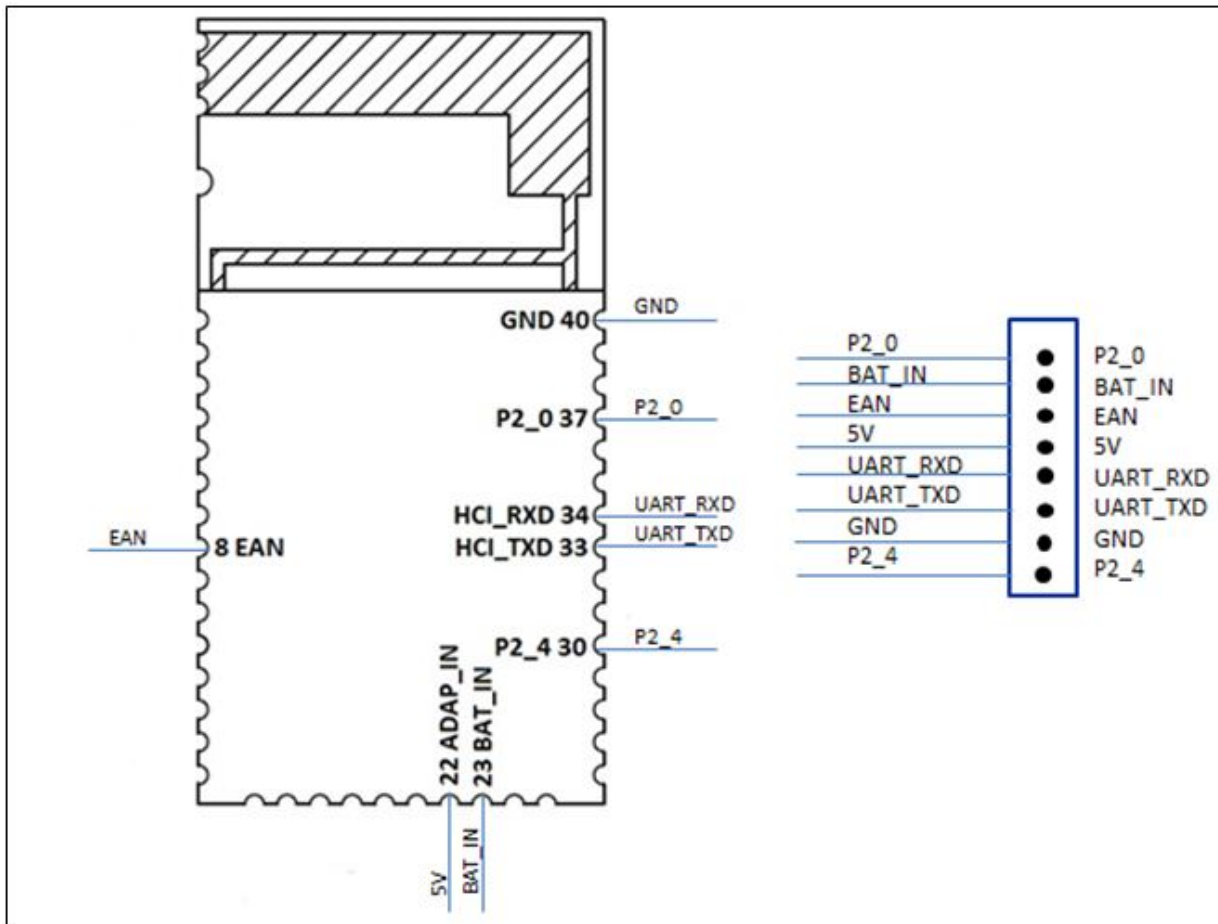 GND 40
GND
P2_0 37
P2_0
HCI_RXD 34
UART_RXD
HCI_TXD 33
UART_TXD
EAN
8 EAN
P2_4 30
P2_4
22 ADAP_IN
23 BAT_IN
5V
BAT_IN
P2_0
P2_0
BAT_IN
BAT_IN
EAN
EAN
5V
5V
UART_RXD
UART_RXD
UART_TXD
UART_TXD
GND
GND
P2_4
P2_4